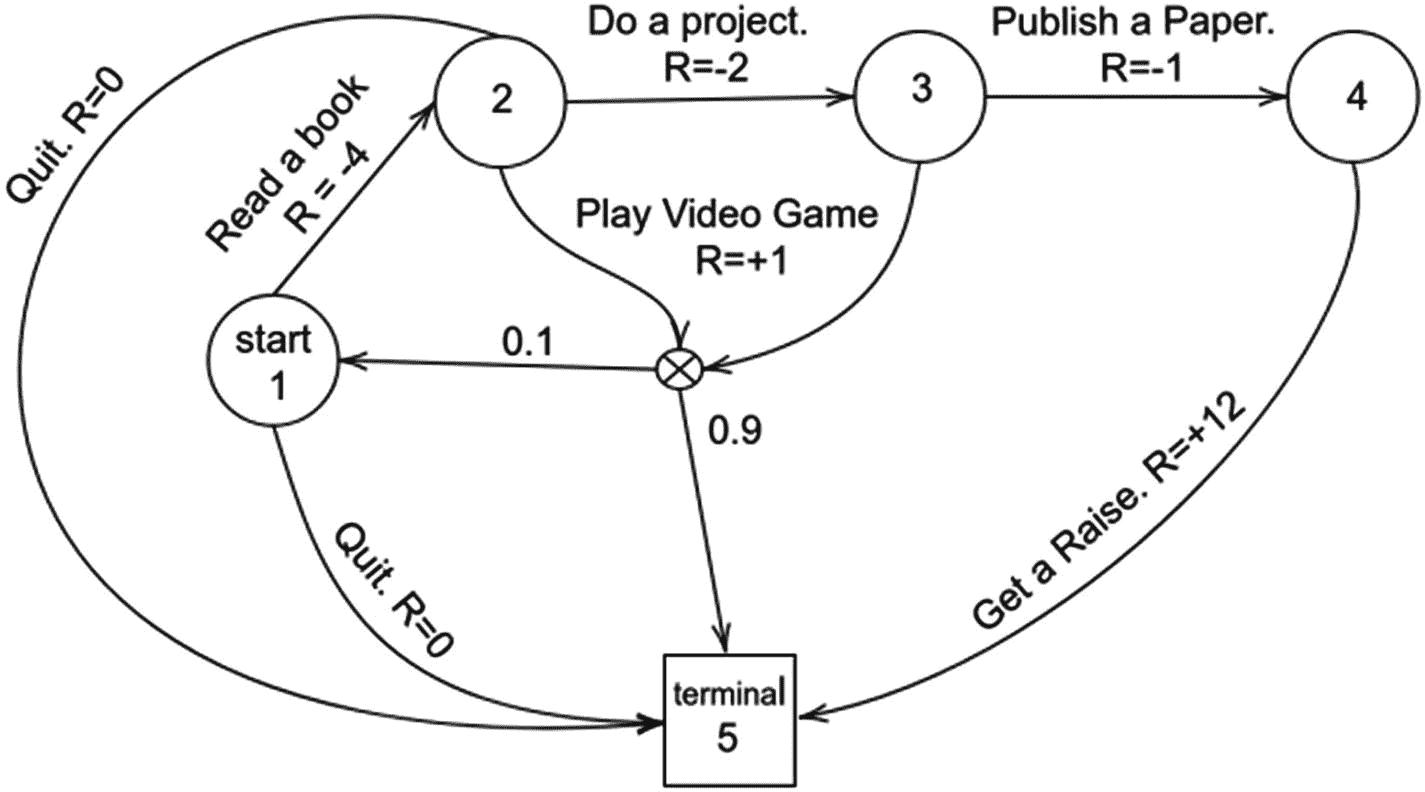 Do a project.
R=-2
Publish a Paper.
R=-1
Quit. R=0
Read a book
R = -4
2
3
4
Play Video Game
R=+1
start
1
0.1
0.9
Quit. R=0
Get a Raise. R=+12
terminal
5